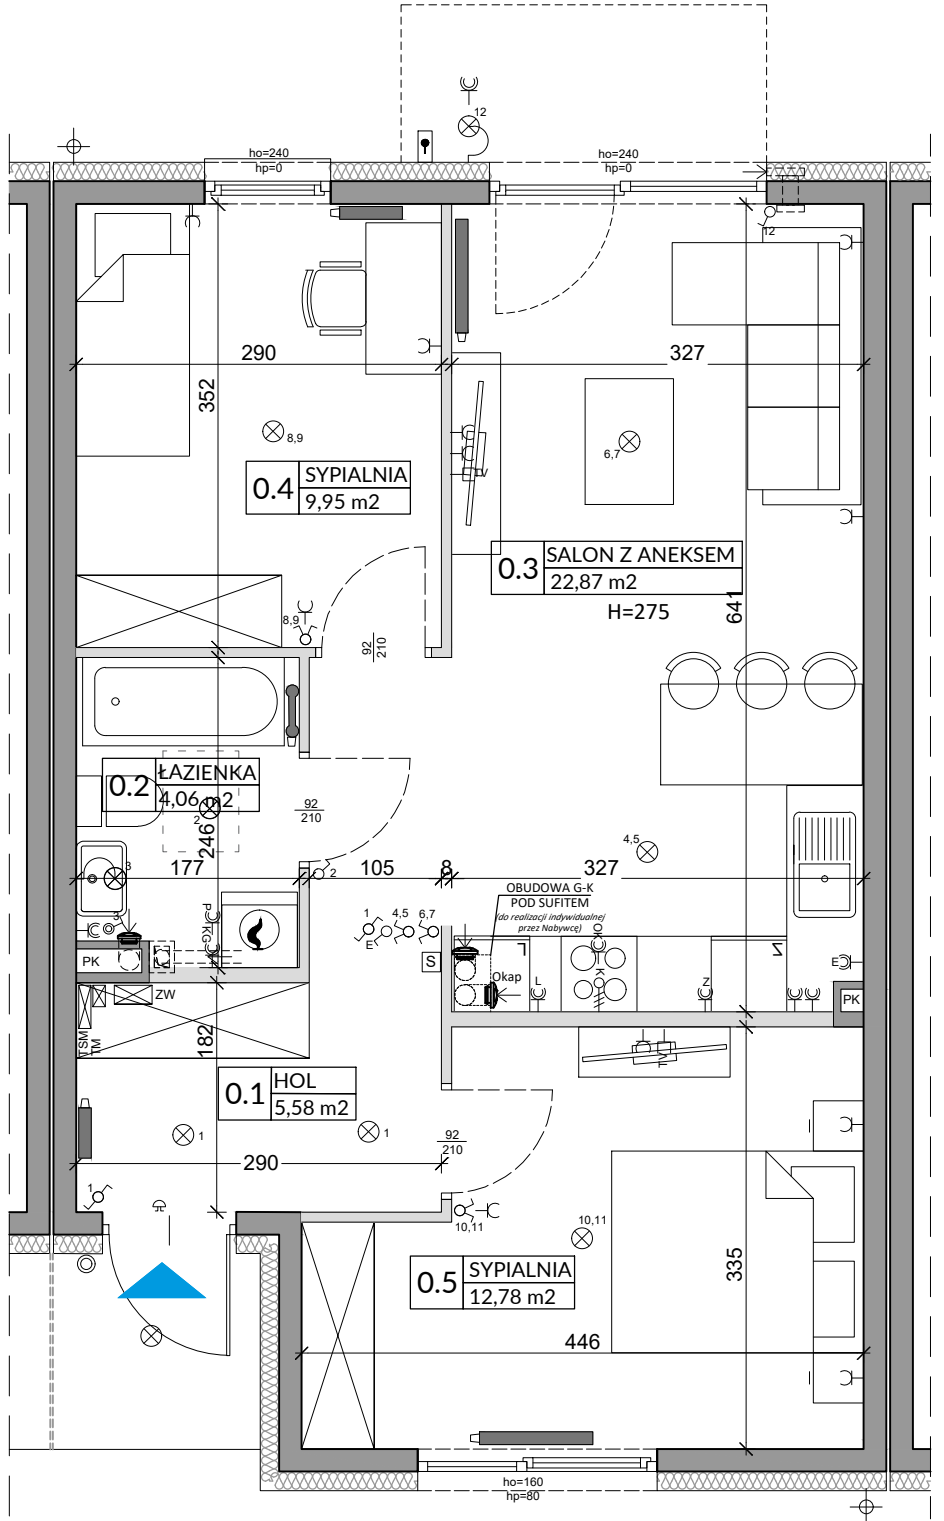 12
ho=240
hp=0
ho=240
hp=0
12
290
327
352
8,9
6,7
0.4
SYPIALNIA
9,95 m2
0.3
SALON Z ANEKSEM
22,87 m2
H=275
641
8,9
92
210
0.2
ŁAZIENKA
4,06 m2
2
246
92
210
4,5
3
177
105
8
327
2
OBUDOWA G-K
POD SUFITEM
(do realizacji indywidualnej
przez Nabywcę)
3
1
4,5
6,7
E
P
KG
OK
K
PK
S
Okap
L
Z
E
PK
ZW
TSM
TM
182
TV
0.1
HOL
5,58 m2
1
1
92
210
290
1
10,11
10,11
0.5
SYPIALNIA
12,78 m2
335
446
ho=160
hp=80